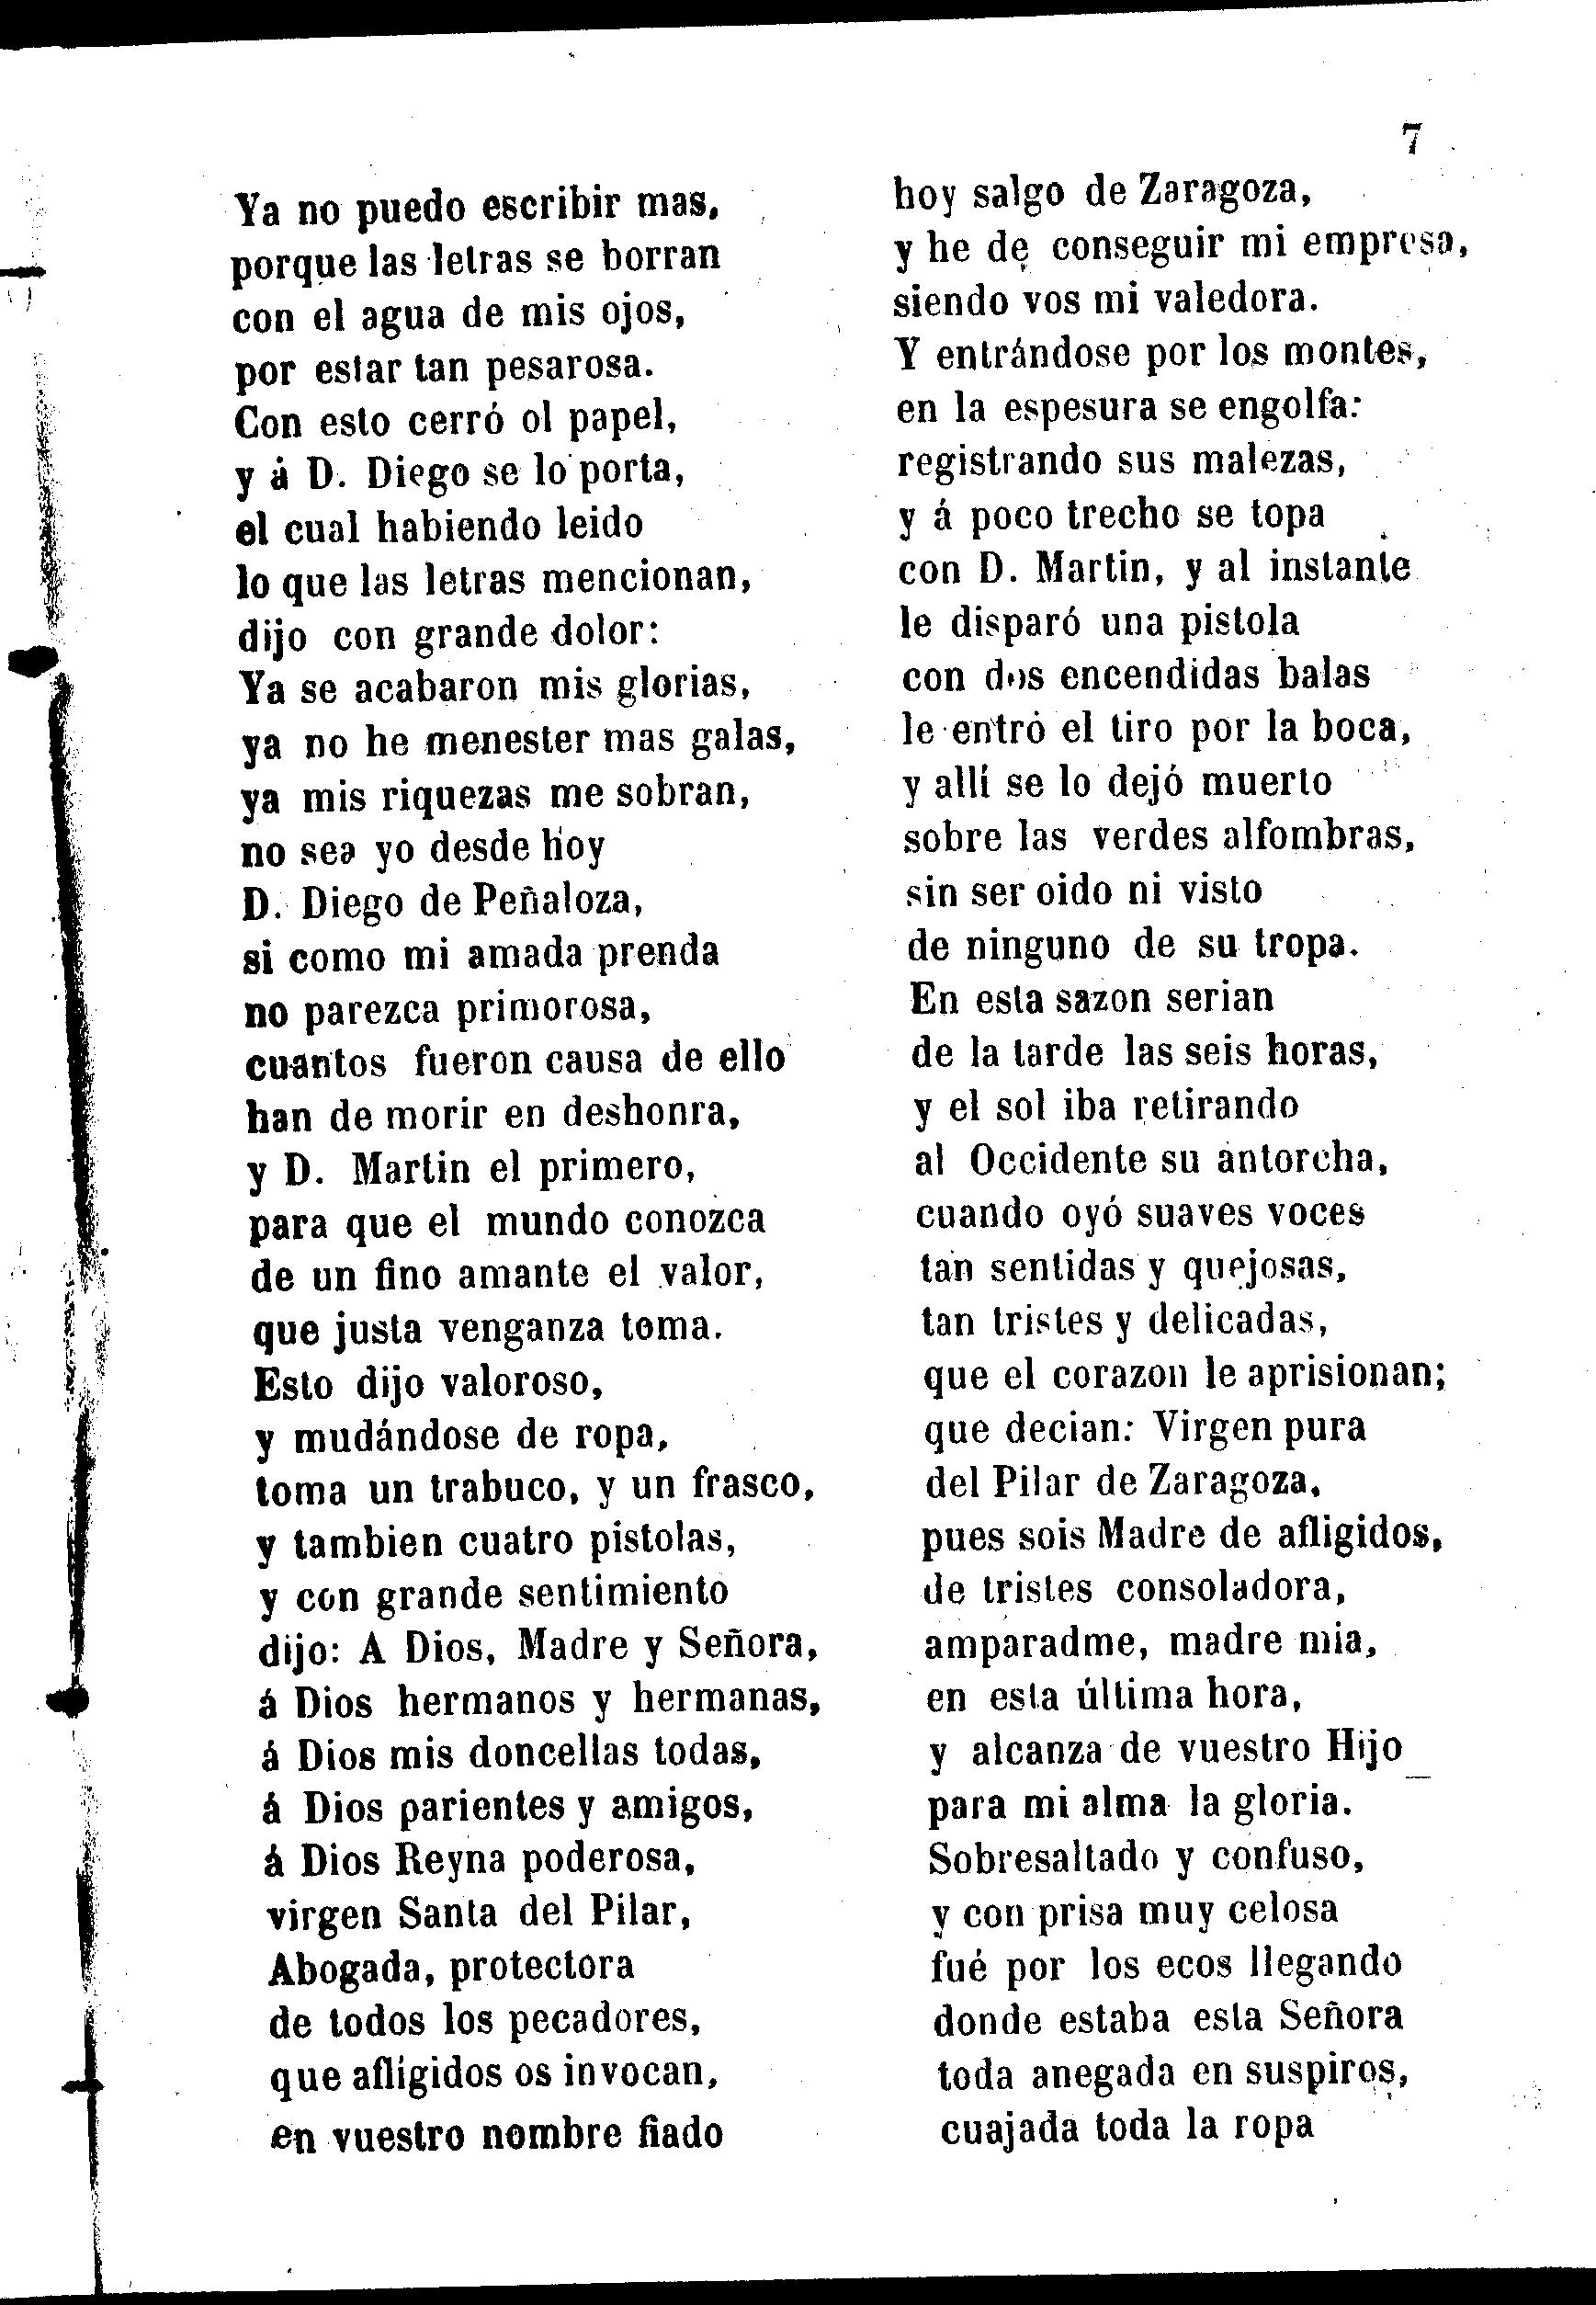 7
Ya no puedo escribir mas,
porque las letras se borran
con el agua de mis ojos,
por estar tan pesarosa.
Con esto cerró ol papel,
y á D. Diego se lo porta,
el cual habiendo leido
lo que las letras mencionan,
dijo con grande dolor:
Ya se acabaron mis glorias,
ya no he menester mas galas,
ya mis riquezas me sobran,
no sea yo desde hoy
D. Diego de Peñaloza,
si como mi amada prenda
no parezca primorosa,
cuantos fueron causa de ello
han de morir en deshonra,
y D. Martin el primero,
para que el mundo conozca
de un fino amante el valor,
que justa venganza toma.
Esto dijo valoroso,
y mudándose de ropa,
toma un trabuco, y un frasco,
y tambien cuatro pistolas,
y con grande sentimiento
dijo: A Dios, Madre y Señora,
á Dios hermanos y hermanas,
á Dios mis doncellas todas,
á Dios parientes y amigos,
á Dios Reyna poderosa,
virgen Santa del Pilar,
Abogada, protectora
de todos los pecadores,
que afligidos os invocan,
en vuestro nombre fiado
hoy salgo de Zaragoza,
y he de conseguir mi empresa,
siendo vos mi valedora.
Y entrándose por los montes,
en la espesura se engolfa:
registrando sus malezas,
y á poco trecho se topa
con D. Martin, y al instante
le disparó una pistola
con dos encendidas balas
le entró el tiro por la boca,
y allí se lo dejó muerto
sobre las verdes alfombras,
sin ser oido ni visto
de ninguno de su tropa.
En esta sazon serian
de la tarde las seis horas,
y el sol iba retirando
al Occidente su antorcha,
cuando oyó suaves voces
tan sentidas y quejosas,
tan tristes y delicadas,
que el corazon le aprisionan;
que decian: Virgen pura
del Pilar de Zaragoza,
pues sois Madre de afligidos,
de tristes consoladora,
amparadme, madre mia,
en esta última hora,
y alcanza de vuestro Hijo
para mi alma la gloria.
Sobresaltado y confuso,
y con prisa muy celosa
fué por los ecos llegando
donde estaba esta Señora
toda anegada en suspiros,
cuajada toda la ropa